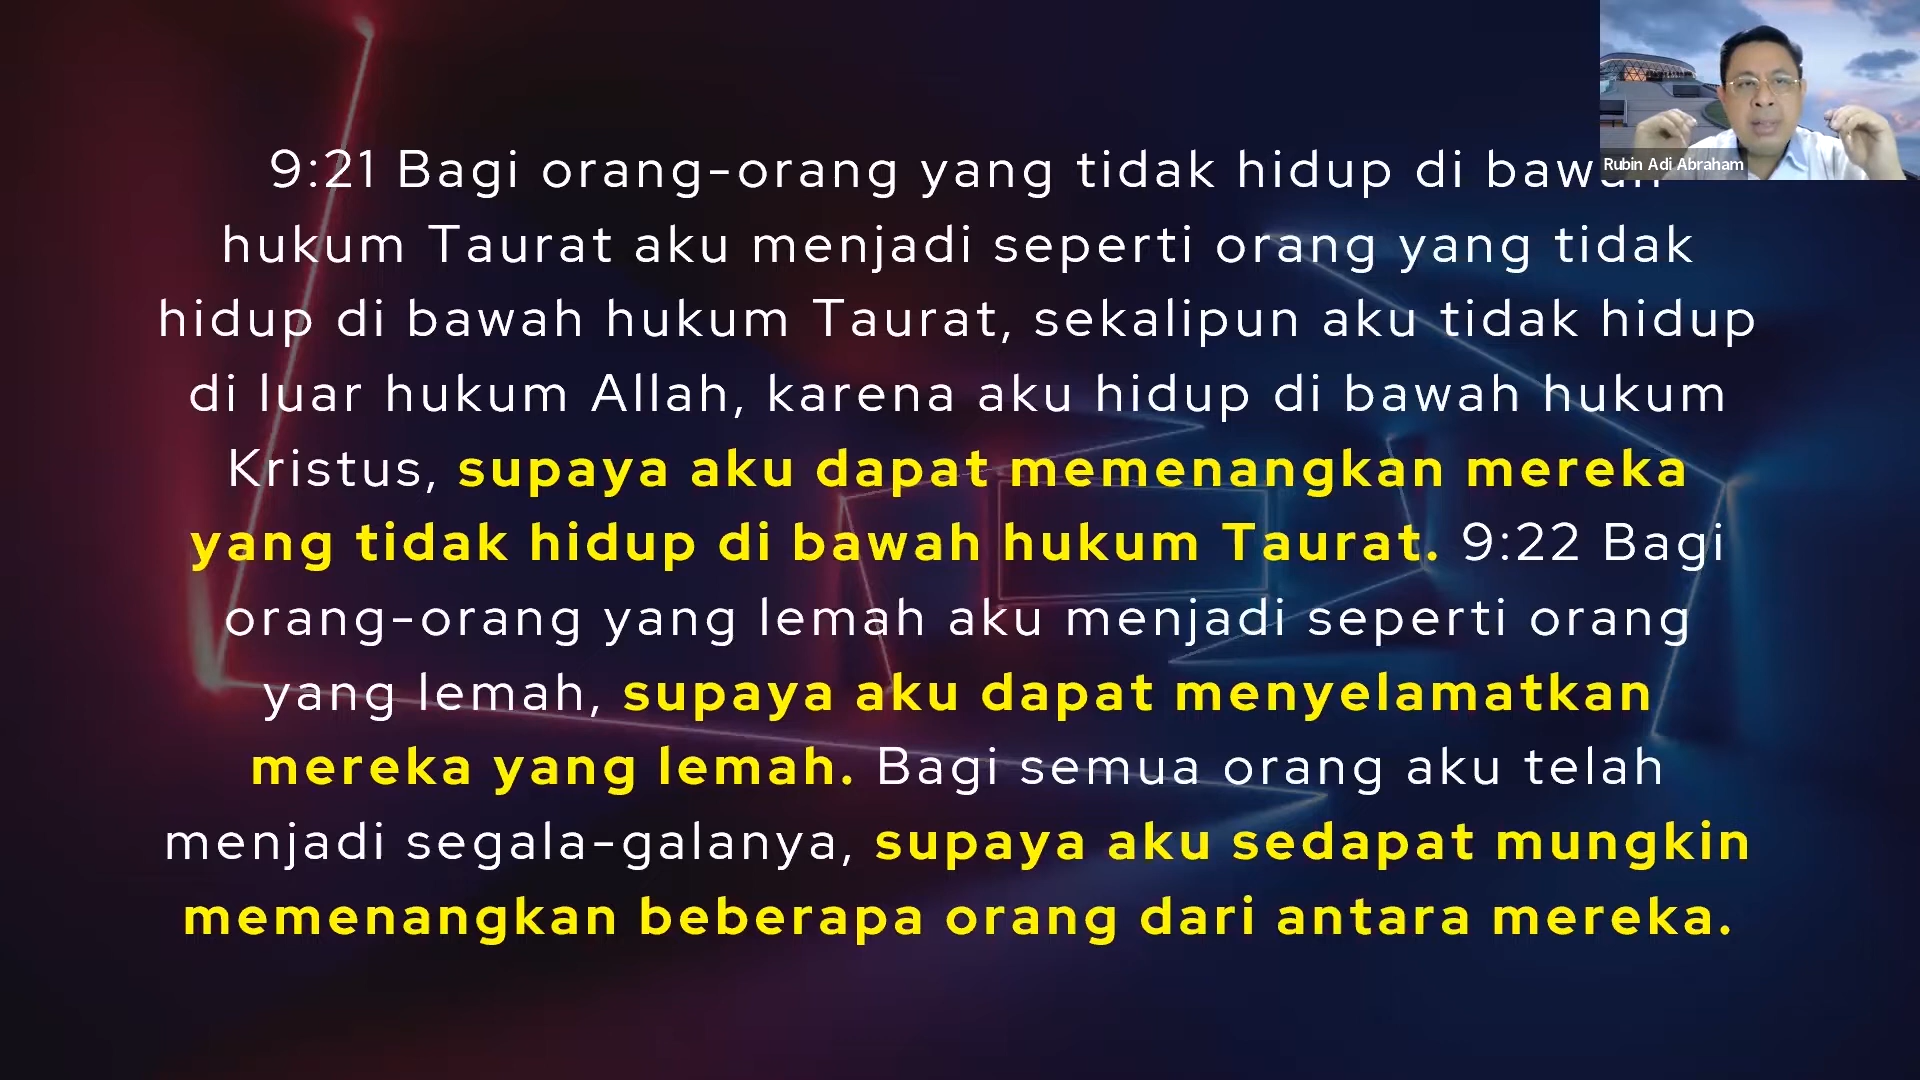 Rubin Adi Abraham
9:21 Bagi orang-orang yang tidak hidup di bawah
hukum Taurat aku menjadi seperti orang yang tidak
hidup di bawah hukum Taurat, sekalipun aku tidak hidup
di luar hukum Allah, karena aku hidup di bawah hukum
Kristus, supaya aku dapat memenangkan mereka
yang tidak hidup di bawah hukum Taurat. 9:22 Bagi
orang-orang yang lemah aku menjadi seperti orang
yang lemah, supaya aku dapat menyelamatkan
mereka yang lemah. Bagi semua orang aku telah
menjadi segala-galanya, supaya aku sedapat mungkin
memenangkan beberapa orang dari antara mereka.